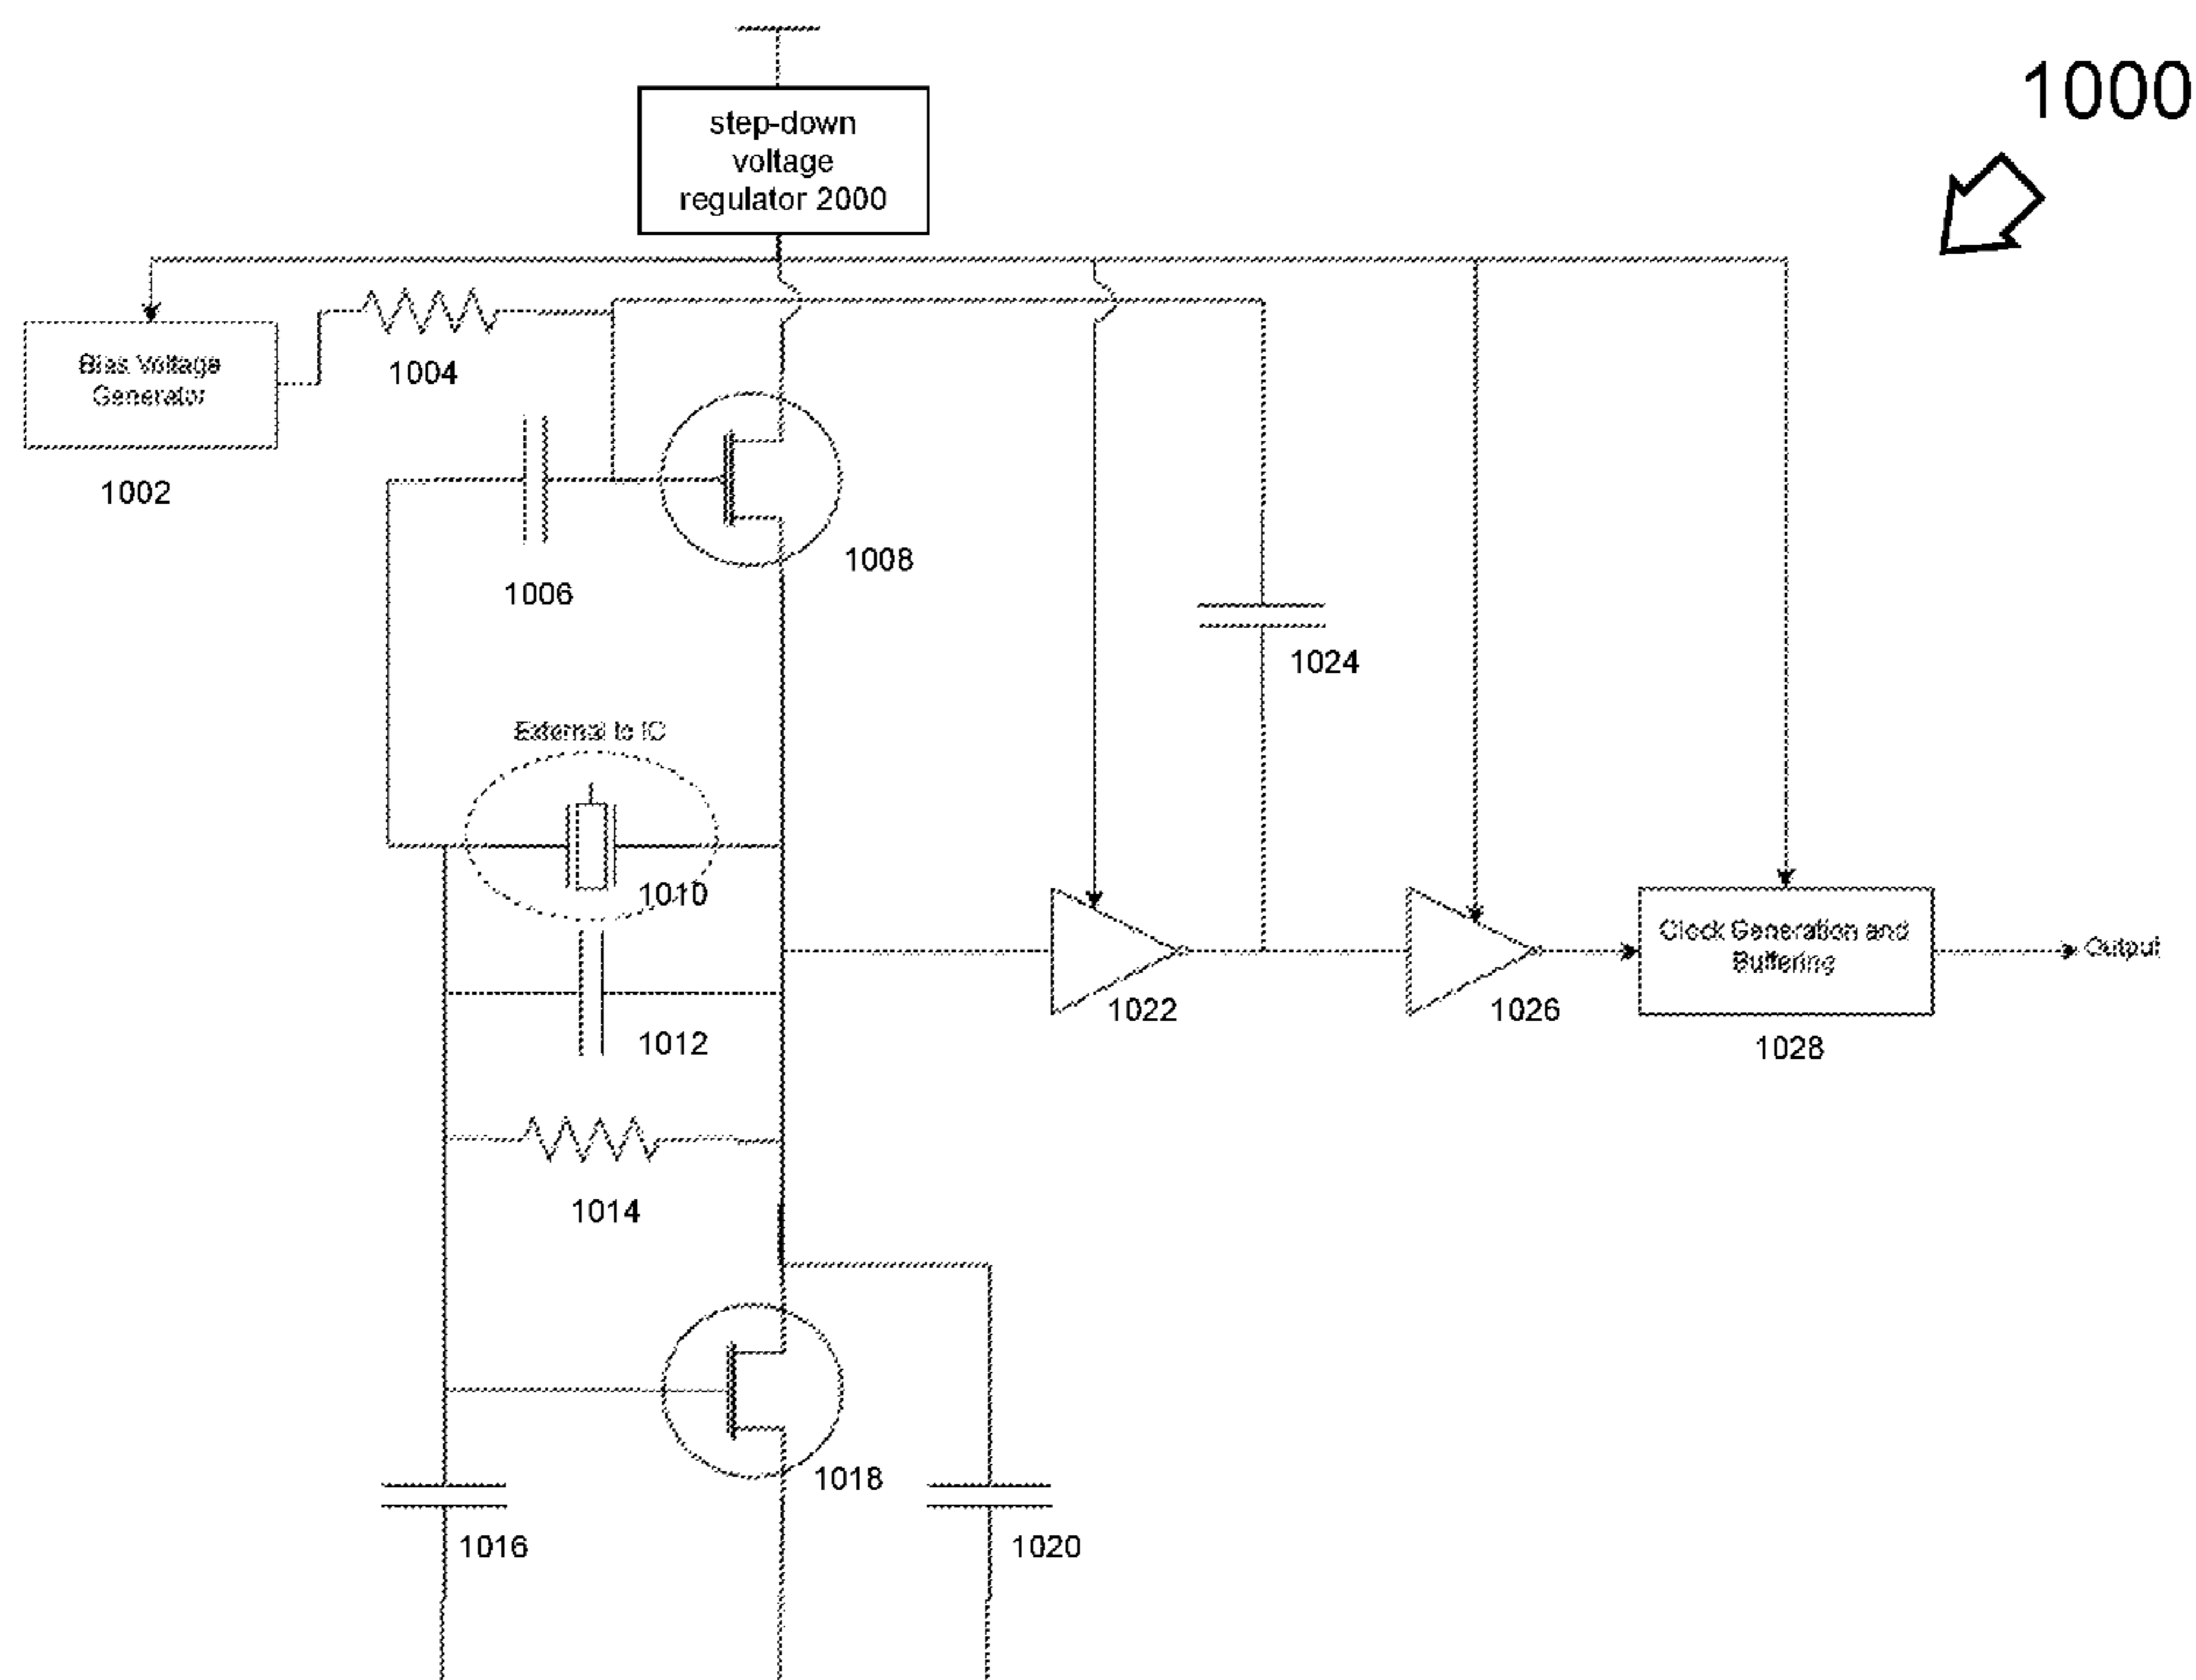 1000
step-down
voltage
regulator 2000
Bias Voltage
Generator
1002
1004
1006
1008
1024
External to IC
1010
1012
1022
1026
Clock Generation and
Buffering
1028
Output
1014
1018
1016
1020